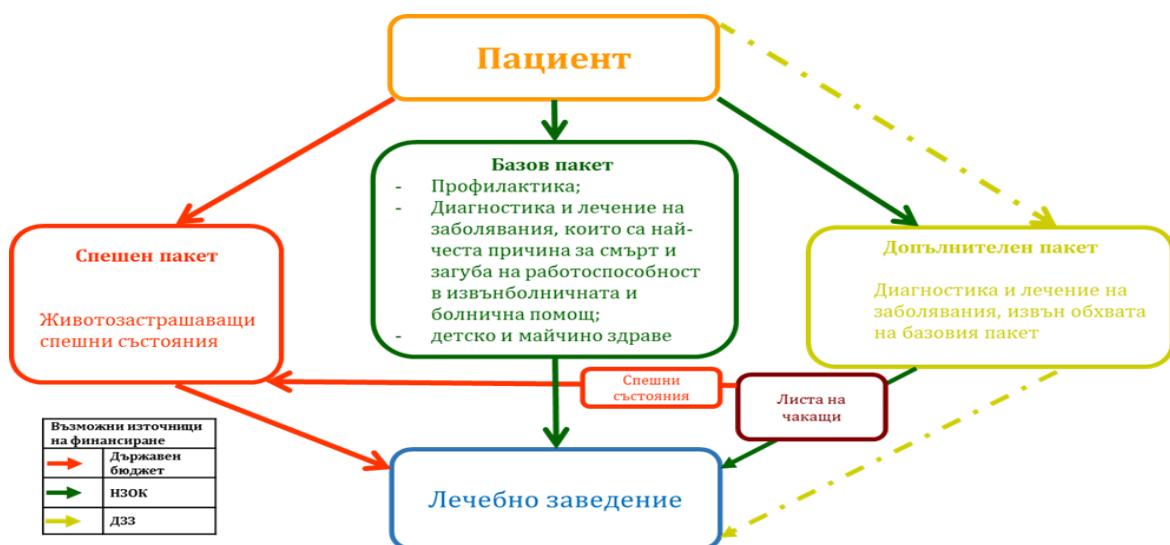 Пациент
Базов пакет
- Профилактика;
- Диагностика и лечение на
заболявания, които са най-
честа причина за смърт и
загуба на работоспособност
в извънболничната и
болнична помощ;
- детско и майчино здраве
Спешен пакет
Животозастрашаващи
спешни състояния
Допълнителен пакет
Диагностика и лечение на
заболявания, извън обхвата
на базовия пакет
Спешни
състояния
Листа на
чакащи
Лечебно заведение
Възможни източници
на финансиране
Държавен
бюджет
НЗОК
ДЗЗ